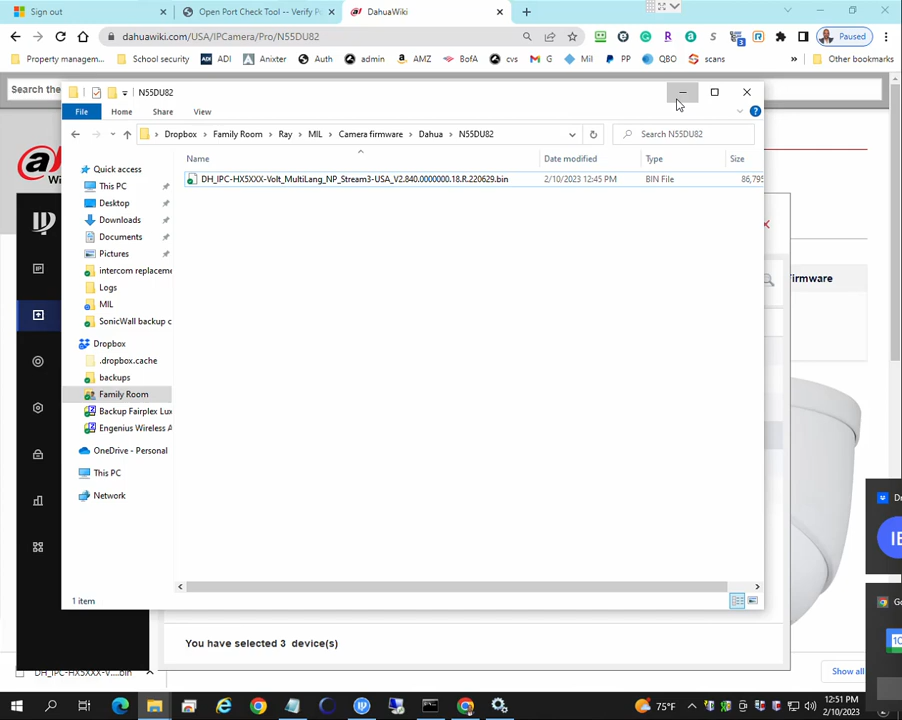 Sign out
Open Port Check Tool -- Verify P
DahuaWiki
dahuawiki.com/USA/IPCamera/Pro/N55DU82
Paused
Property managem...
School security
ADI
Anixter
Auth
admin
AMZ
BofA
cvs
G
Mil
PP
QBO
scans
Other bookmarks
Search the
N55DU82
File
Home
Share
View
Dropbox
Family Room
Ray
MIL
Camera firmware
Dahua
N55DU82
Search N55DU82
Name
Date modified
Type
Size
Quick access
DH_IPC-HX5XXX-Volt_MultiLang_NP_Stream3-USA_V2.840.0000000.18.R.220629.bin
2/10/2023 12:45 PM
BIN File
86,795
This PC
Desktop
Downloads
Documents
Pictures
intercom replaceme
Logs
MIL
SonicWall backup c
Dropbox
.dropbox.cache
backups
Family Room
Backup Fairplex Lux
Engenius Wireless A
OneDrive - Personal
This PC
Network
1 item
irmware
You have selected 3 device(s)
DH_IPC-HX5XXX-V....bin
Show all
Dr
IE
Go
10
75°F
12:51 PM
2/10/2023